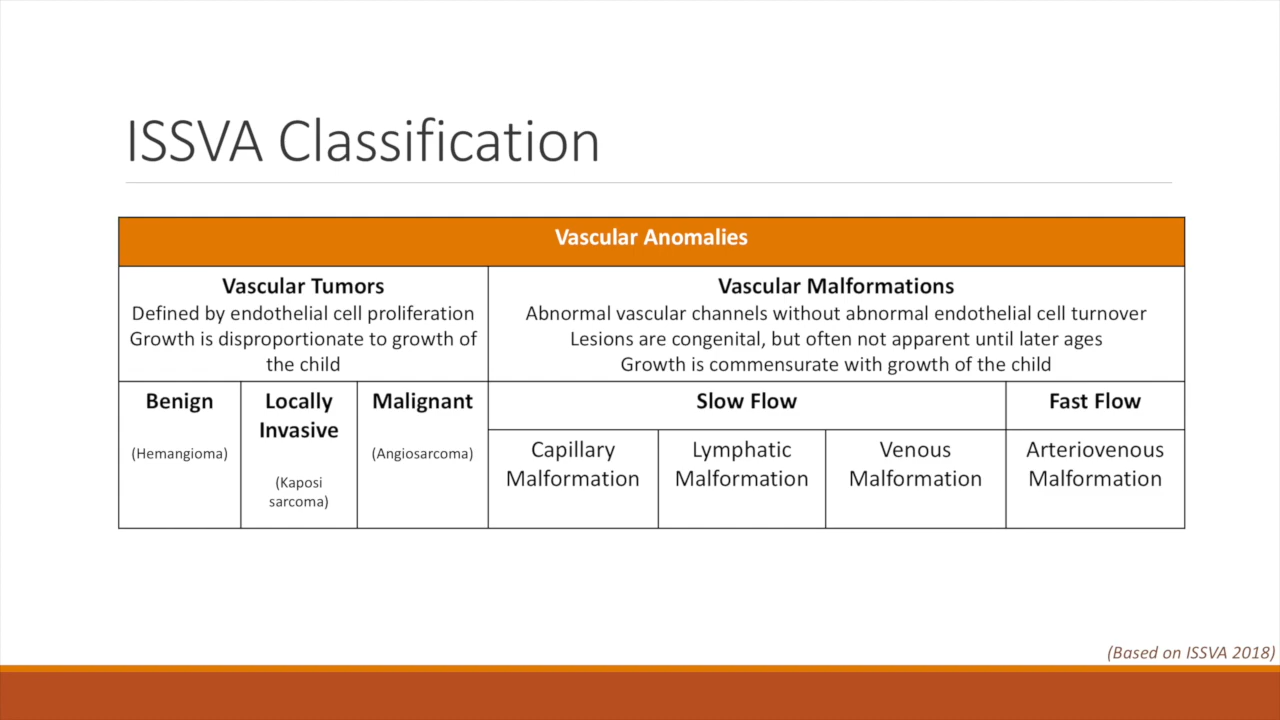 ISSVA Classification
Vascular Anomalies
Vascular Tumors
Defined by endothelial cell proliferation
Growth is disproportionate to growth of
the child
Vascular Malformations
Abnormal vascular channels without abnormal endothelial cell turnover
Lesions are congenital, but often not apparent until later ages
Growth is commensurate with growth of the child
Benign
(Hemangioma)
Locally
Invasive
(Kaposi
sarcoma)
Malignant
(Angiosarcoma)
Slow Flow
Fast Flow
Capillary
Malformation
Lymphatic
Malformation
Venous
Malformation
Arteriovenous
Malformation
(Based on ISSVA 2018)